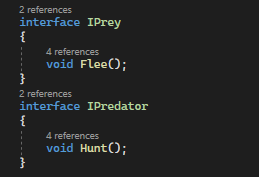 2 references
interface IPrey
{
4 references
void Flee();
}
2 references
interface IPredator
{
4 references
void Hunt();
}